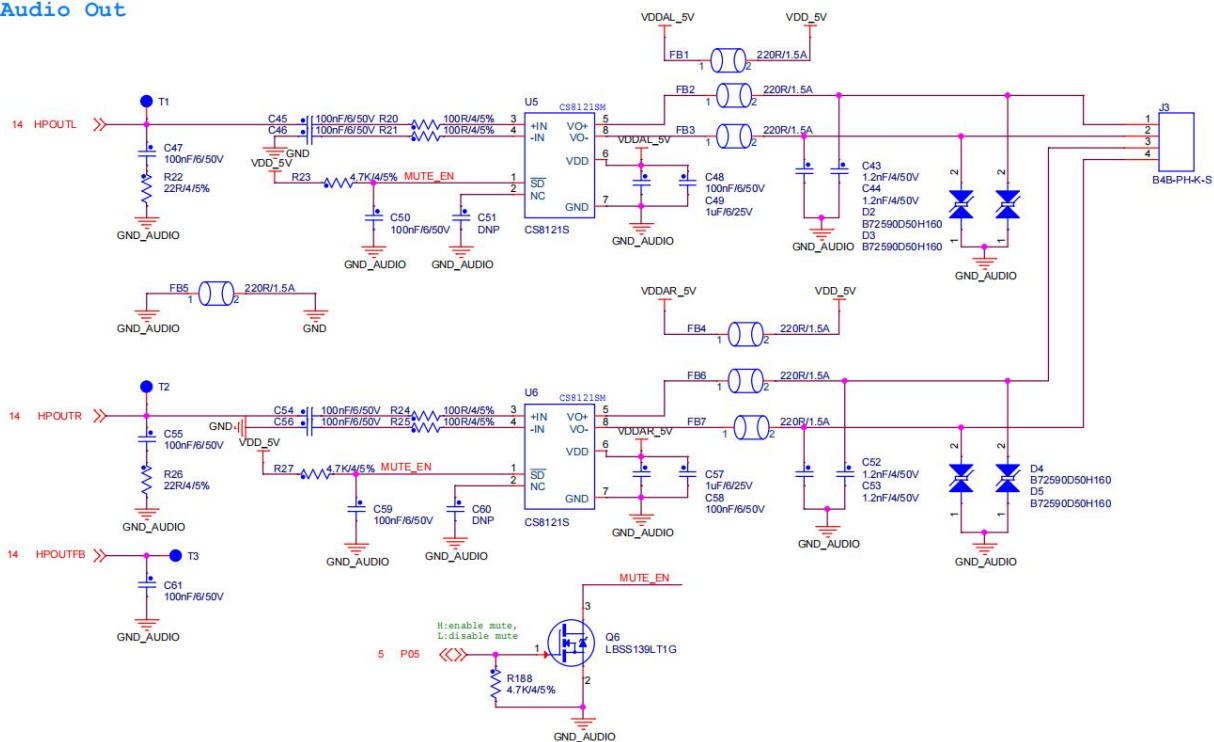 Audio Out
VDDAL_5V VDD_5V
FB1 1 2 220R/1.5A
T1
U5
CS8121SM
FB2 1 2 220R/1.5A
J3
14 HPOUTL
C45 100nF/6/50V R20 100R/4/5% 3 +IN VO+ 5
C46 100nF/6/50V R21 100R/4/5% 4 -IN VO- 8
FB3 1 2 220R/1.5A
1
2
3
4
B4B-PH-K-S
C47
100nF/6/50V
GND
VDD_5V
VDDAL_5V
VDD 6
R22
22R/4/5%
R23 4.7K/4/5% MUTE_EN 1 SD
2 NC
GND 7
CS8121S
C48
100nF/6/50V
C49
1uF/6/25V
C43
1.2nF/4/50V
C44
1.2nF/4/50V
D2
B72590D50H160
D3
B72590D50H160
2 2
1 1
C50
100nF/6/50V
C51
DNP
GND_AUDIO
GND_AUDIO
GND_AUDIO
GND_AUDIO
GND_AUDIO
GND_AUDIO
FB5 1 2 220R/1.5A
GND_AUDIO GND
VDDAR_5V VDD_5V
FB4 1 2 220R/1.5A
T2
U6
CS8121SM
FB6 1 2 220R/1.5A
14 HPOUTR
C54 100nF/6/50V R24 100R/4/5% 3 +IN VO+ 5
GND C56 100nF/6/50V R25 100R/4/5% 4 -IN VO- 8
FB7 1 2 220R/1.5A
C55
100nF/6/50V
VDD_5V
VDDAR_5V
VDD 6
R26
22R/4/5%
R27 4.7K/4/5% MUTE_EN 1 SD
2 NC
GND 7
CS8121S
C57
1uF/6/25V
C58
100nF/6/50V
C52
1.2nF/4/50V
C53
1.2nF/4/50V
2 2
1 1
D4
B72590D50H160
D5
B72590D50H160
C59
100nF/6/50V
C60
DNP
GND_AUDIO
GND_AUDIO
GND_AUDIO
GND_AUDIO
GND_AUDIO
GND_AUDIO
14 HPOUTFB
T3
C61
100nF/6/50V
GND_AUDIO
MUTE_EN
H:enable mute,
L:disable mute
5 P05
1
3
2
Q6
LBSS139LT1G
R188
4.7K/4/5%
GND_AUDIO